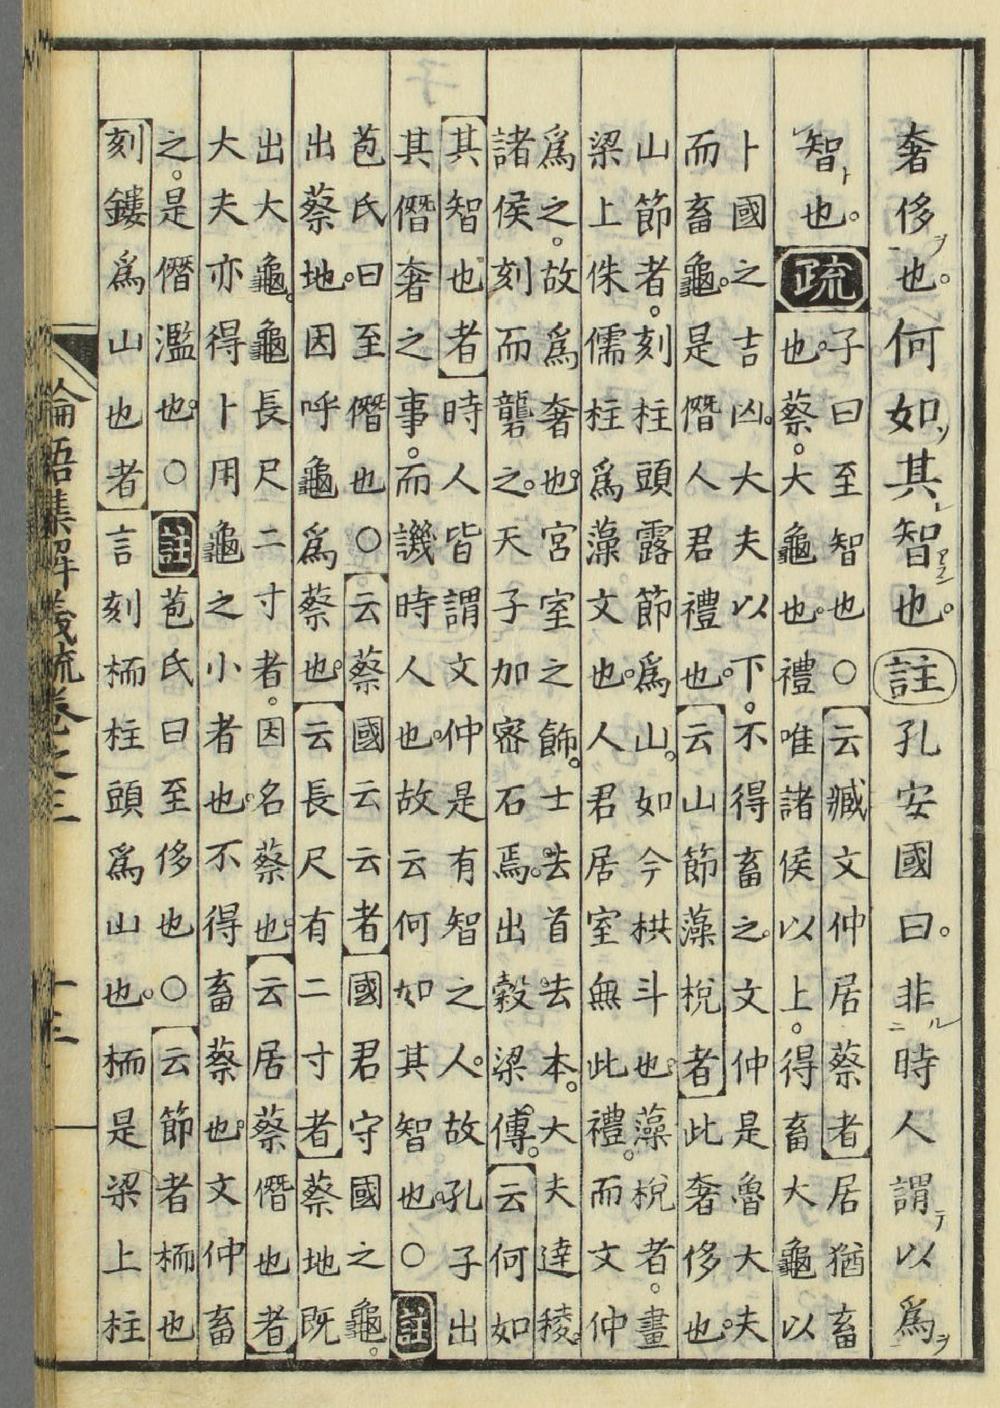 奢侈也。何如其智也。註孔安國曰。非時人謂以爲
智也。疏
子曰至智也○云臧文仲居蔡者居猶畜
也。蔡。大龜也。禮唯諸侯以上。得畜大龜以
卜國之吉凶。大夫以下。不得畜之。文仲是魯大夫
而畜龜。是僭人君禮也。云山節藻梲者此奢侈也。
山節者。刻柱頭露節爲山。如今栱斗也。藻梲者。畫
梁上侏儒柱爲藻文也。人君居室無此禮。而文仲
爲之。故爲奢也。宮室之飾。士去首去本。大夫達稜。
諸侯刻而礱之。天子加密石焉。出穀梁傳。云何如
其智也者時人皆謂文仲是有智之人。故孔子出
其僭奢之事。而譏時人也。故云何如其智也。○註
苞氏曰至僭也○云蔡國云云者國君守國之龜。
出蔡地。因呼龜爲蔡也。云長尺有二寸者蔡地既
出大龜。龜長尺二寸者。因名蔡也。云居蔡僭也者
大夫亦得卜用龜之小者也。不得畜蔡也。文仲畜
之。是僭濫也。○註苞氏曰至侈也○云節者栭也
刻鏤爲山也者言刻栭柱頭爲山也。栭是梁上柱
論語集解義疏卷之三 十三